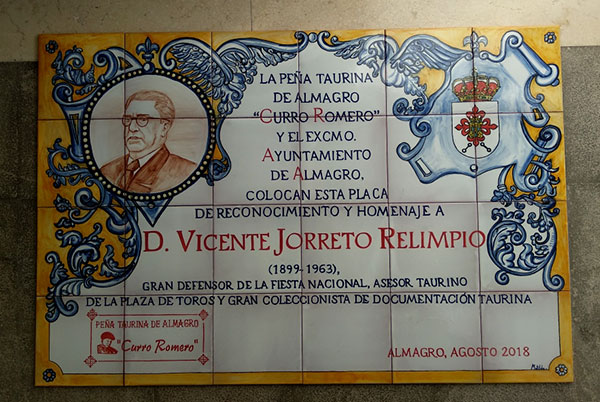 LA PEÑA TAURINA
DE ALMAGRO
"CURRO ROMERO"
Y EL EXCMO.
AYUNTAMIENTO
DE ALMAGRO,
COLOCAN ESTA PLACA
DE RECONOCIMIENTO Y HOMENAJE A
D. VICENTE JORRETO RELIMPIO
(1899-1963),
GRAN DEFENSOR DE LA FIESTA NACIONAL, ASESOR TAURINO
DE LA PLAZA DE TOROS Y GRAN COLECCIONISTA DE DOCUMENTACIÓN TAURINA
PEÑA TAURINA DE ALMAGRO
"Curro Romero"
ALMAGRO, AGOSTO 2018